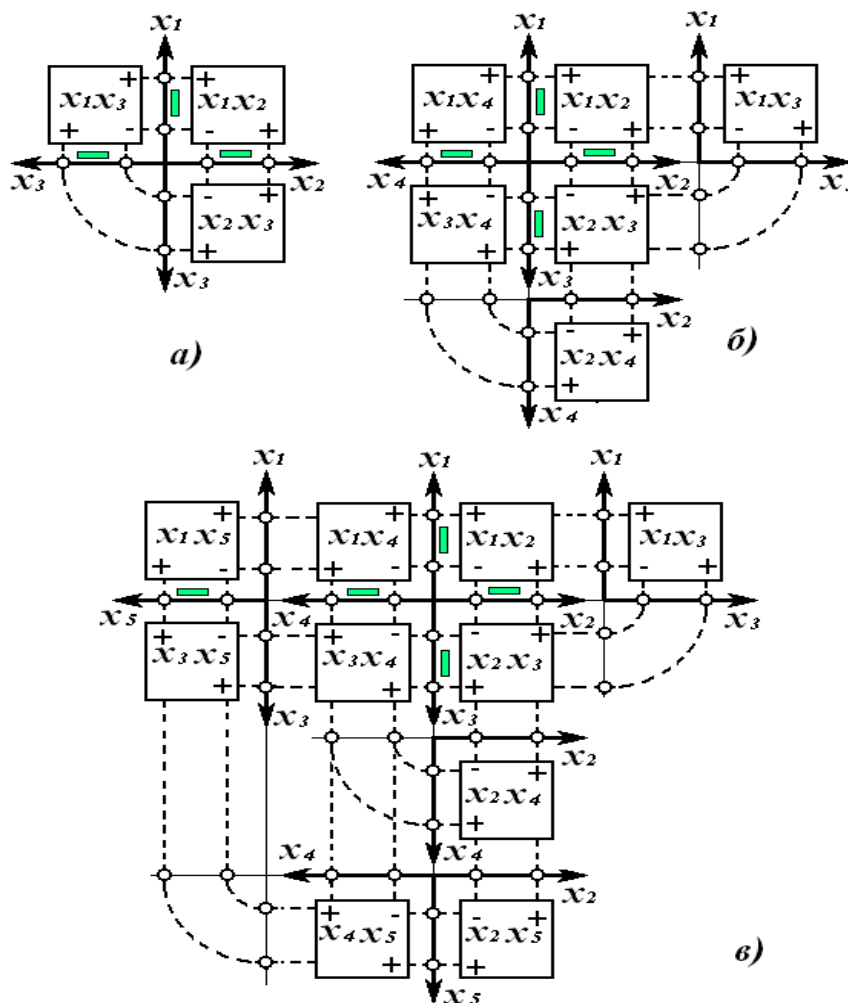 x₁
+ +
x₁x₃ x₁x₂
+ - - +
x₃ x₂
-
x₂x₃
+
x₃
а)
x₁ x₁
+ + +
x₁x₄ x₁x₂ x₁x₃
+ - - + - +
x₄ x₂ x₃
+ - - +
x₃x₄ x₂x₃
+ +
x₃
x₂
- +
x₂x₄
+
x₄
б)
x₁ x₁ x₁
+ + + +
x₁x₅ x₁x₄ x₁x₂ x₁x₃
+ - + - - + - +
x₅ x₄ x₂ x₃
+ - + - - +
x₃x₅ x₃x₄ x₂x₃
+ + +
x₃ x₃
x₂
- +
x₂x₄
+
x₄ x₄
x₂
+ - - +
x₄x₅ x₂x₅
+ +
x₅
в)